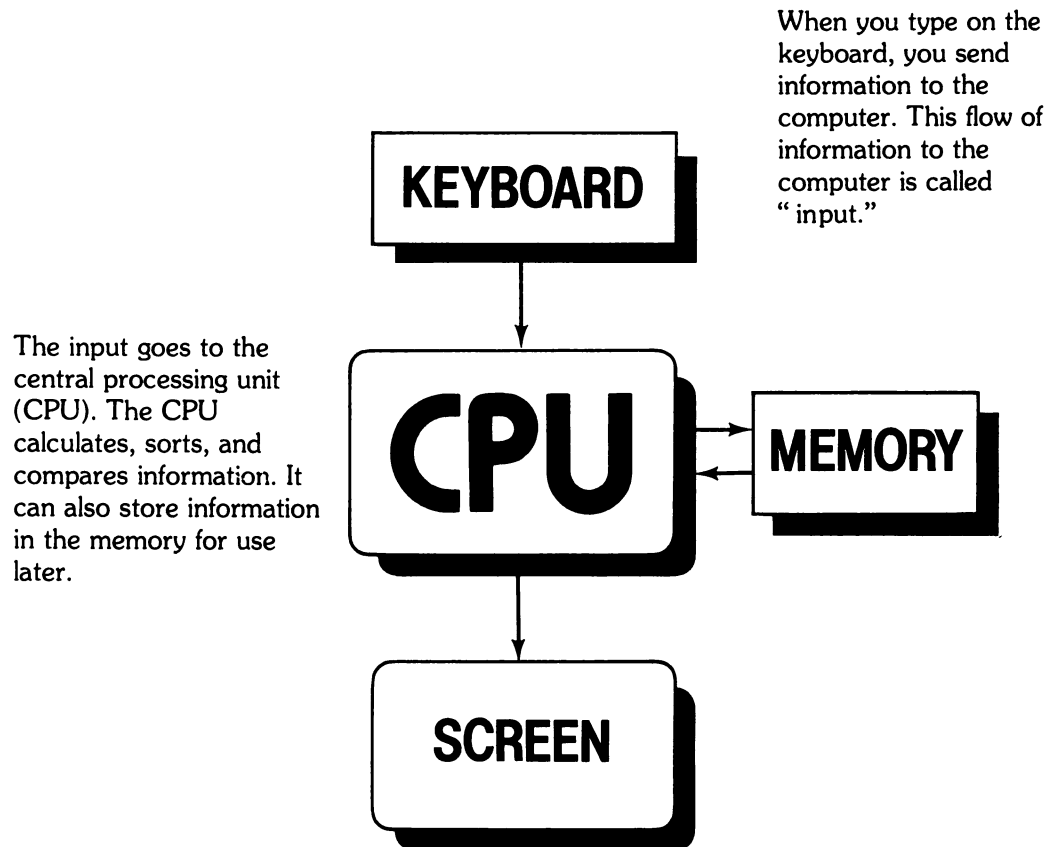 When you type on the
keyboard, you send
information to the
computer. This flow of
information to the
computer is called
“ input.”
KEYBOARD
The input goes to the
central processing unit
(CPU). The CPU
calculates, sorts, and
compares information. It
can also store information
in the memory for use
later.
CPU
MEMORY
SCREEN